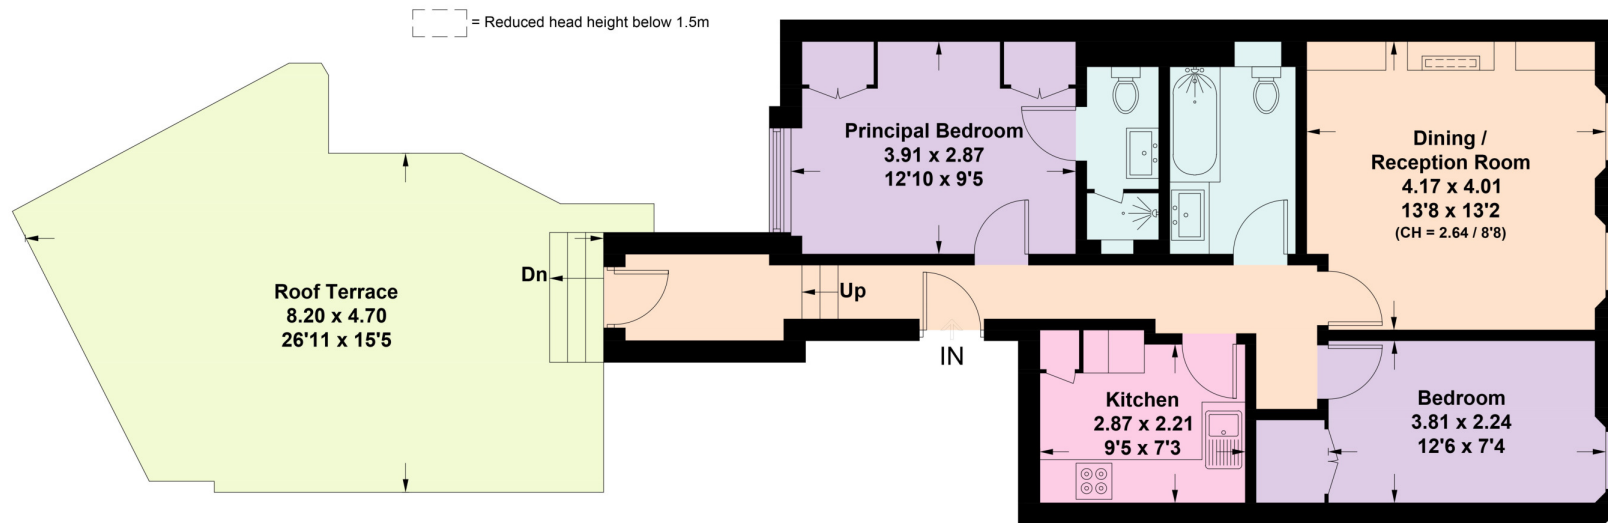 = Reduced head height below 1.5m
Principal Bedroom
3.91 x 2.87
12'10 x 9'5
Dining /
Reception Room
4.17 x 4.01
13'8 x 13'2
(CH = 2.64 / 8'8)
Roof Terrace
8.20 x 4.70
26'11 x 15'5
Dn
Up
IN
Kitchen
2.87 x 2.21
9'5 x 7'3
Bedroom
3.81 x 2.24
12'6 x 7'4